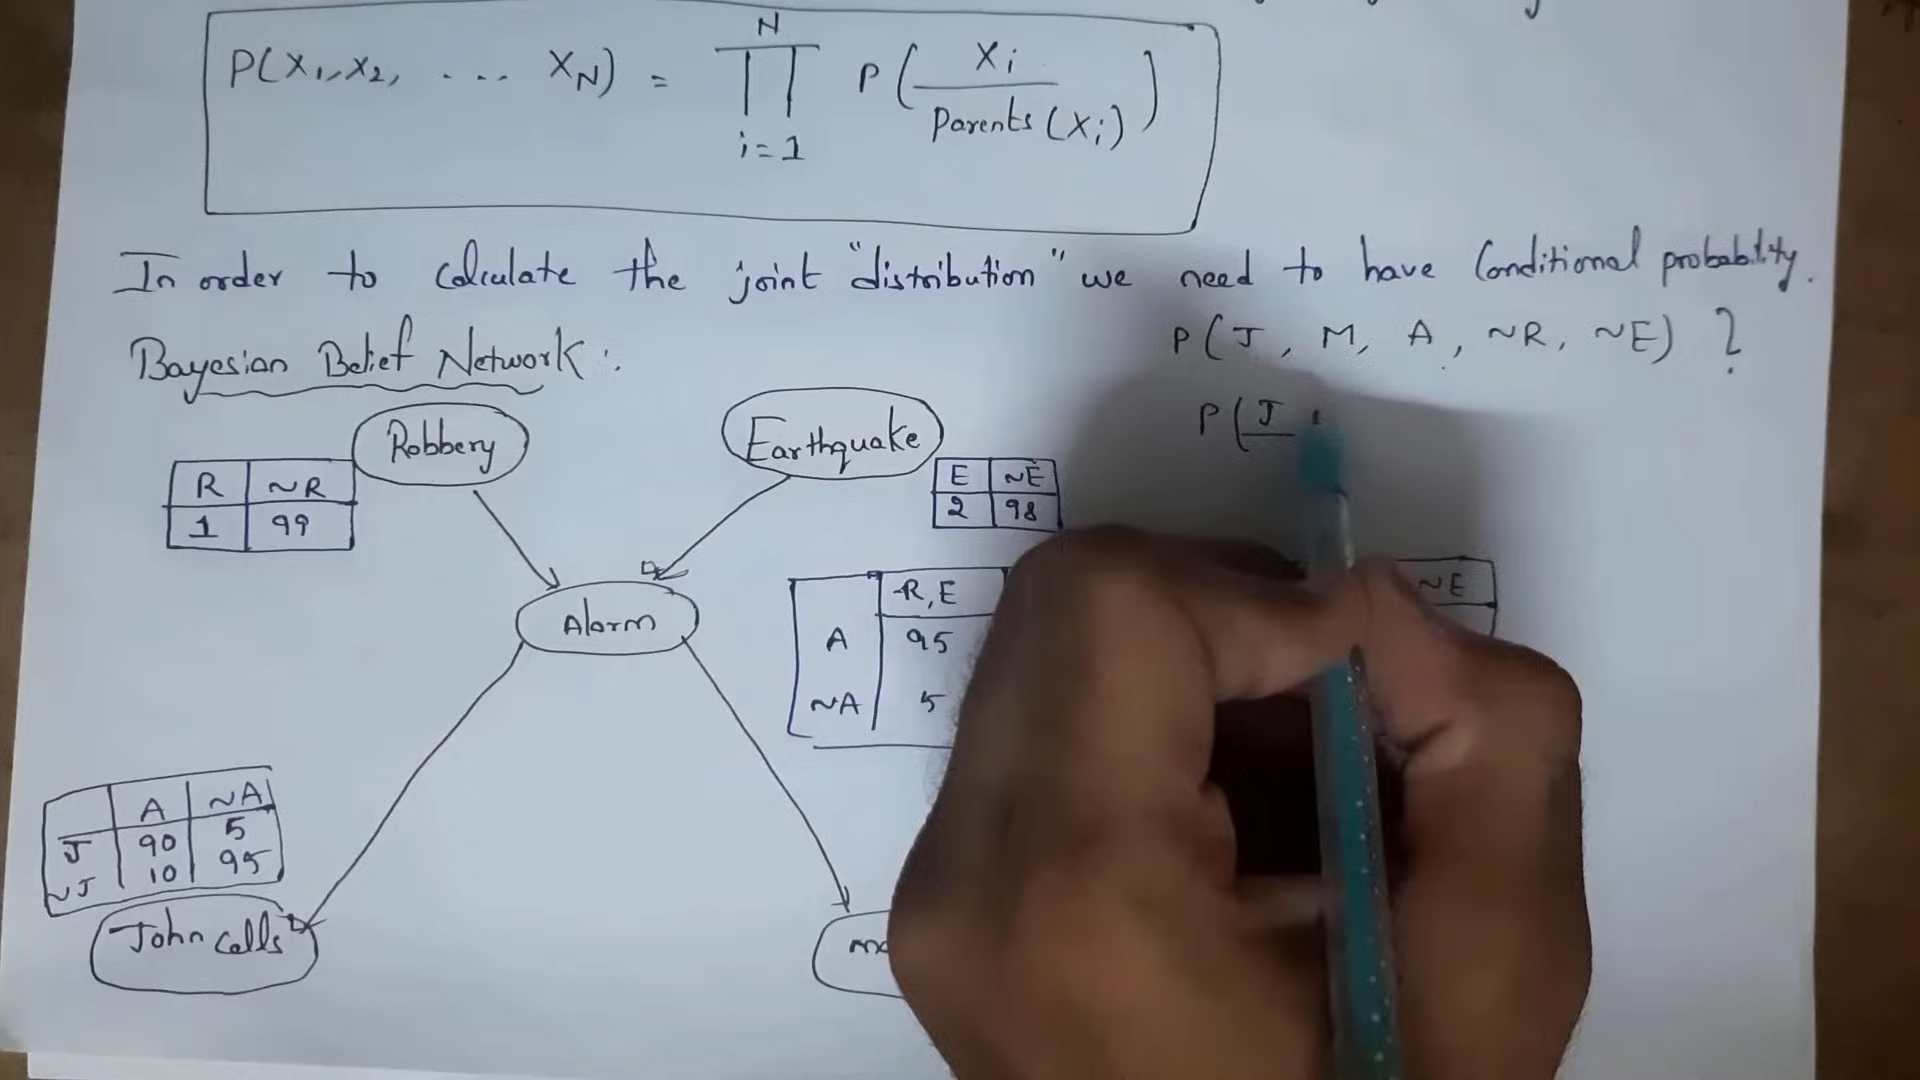 P(X1, X2, ... XN) = N ∏ i=1 P(Xi / Parents(Xi))
In order to calculate the joint "distribution" we need to have Conditional probability.
P(J, M, A, ~R, ~E) ?
Bayesian Belief Network:
P(J
Robbery
Earthquake
R ~R
1 99
E ~E
2 98
Alarm
R,E ~E
A 95
~A 5
A ~A
J 90 5
~J 10 95
John calls